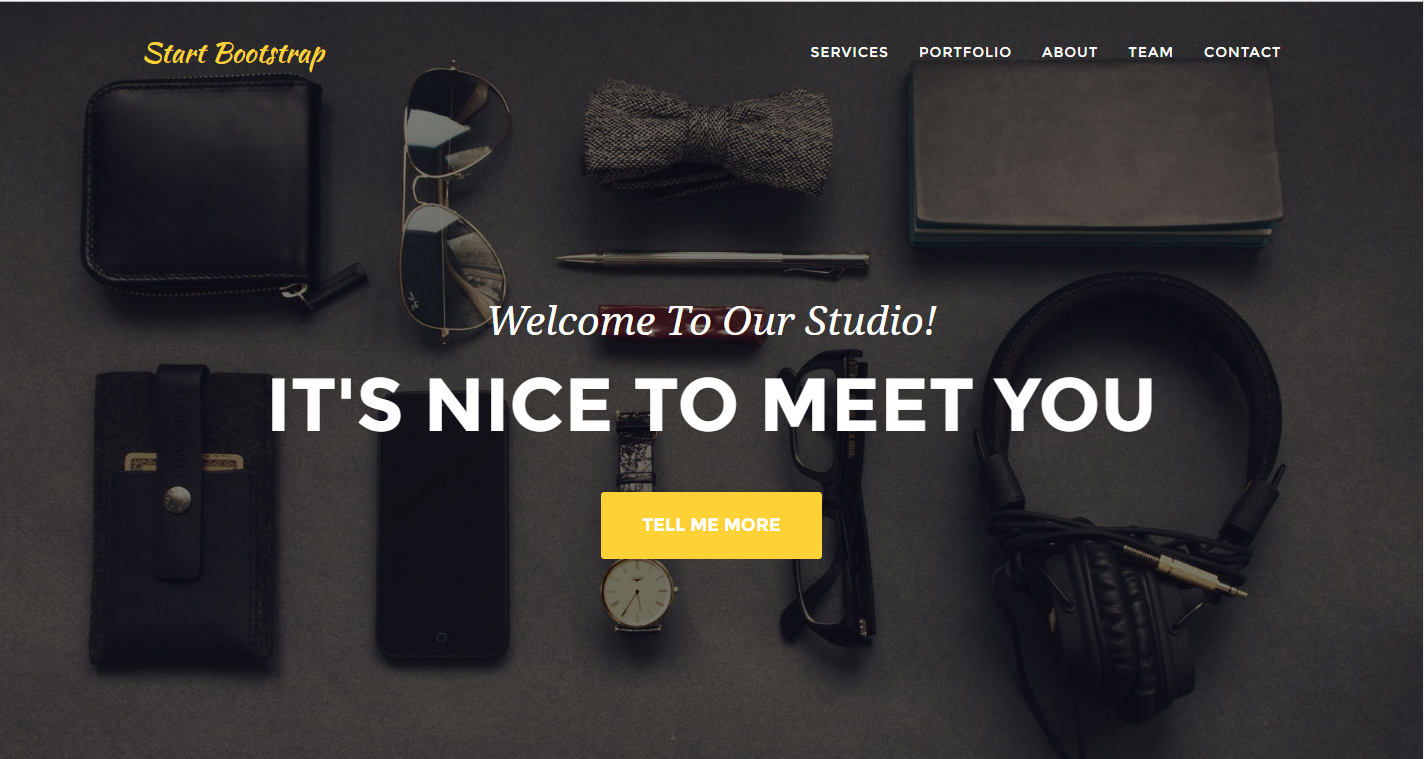 Start Bootstrap
SERVICES PORTFOLIO ABOUT TEAM CONTACT
Welcome To Our Studio!
IT'S NICE TO MEET YOU
TELL ME MORE